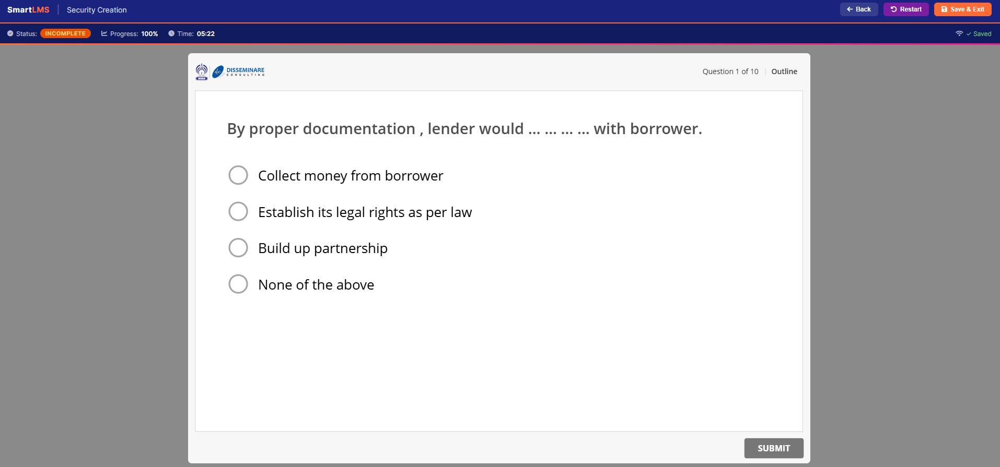 SmartLMS Security Creation Back Restart Save & Exit
Status: INCOMPLETE Progress: 100% Time: 05:22 Saved
DISSEMINARE
CONSULTING
Question 1 of 10 Outline
By proper documentation , lender would ... ... ... ... with borrower.
Collect money from borrower
Establish its legal rights as per law
Build up partnership
None of the above
SUBMIT